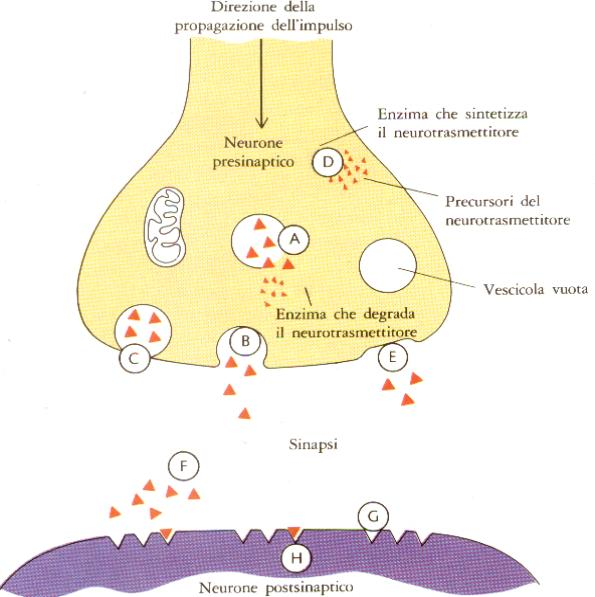 Direzione della
propagazione dell'impulso
Enzima che sintetizza
il neurotrasmettitore
Neurone
presinaptico
D
Precursori del
neurotrasmettitore
A
Vescicola vuota
Enzima che degrada
il neurotrasmettitore
B
C
E
Sinapsi
F
G
H
Neurone postsinaptico